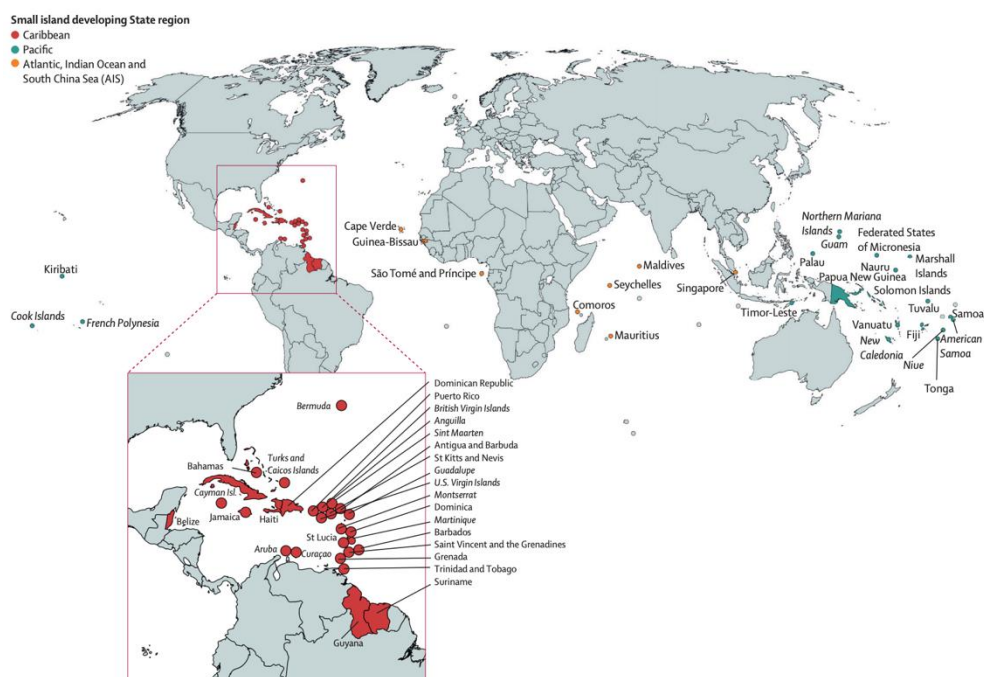 Small island developing State region
Caribbean
Pacific
Atlantic, Indian Ocean and
South China Sea (AIS)
Kiribati
Cook Islands
French Polynesia
Cape Verde
Guinea-Bissau
São Tomé and Príncipe
Maldives
Seychelles
Comoros
Mauritius
Singapore
Timor-Leste
Northern Mariana
Islands
Guam
Palau
Federated States
of Micronesia
Marshall
Islands
Nauru
Papua New Guinea
Solomon Islands
Tuvalu
Samoa
Vanuatu
Fiji
American
Samoa
New
Caledonia
Niue
Tonga
Bermuda
Bahamas
Turks and
Caicos Islands
Cayman Isl.
Jamaica
Haiti
Belize
St Lucia
Aruba
Curaçao
Guyana
Dominican Republic
Puerto Rico
British Virgin Islands
Anguilla
Sint Maarten
Antigua and Barbuda
St Kitts and Nevis
Guadalupe
U.S. Virgin Islands
Montserrat
Dominica
Martinique
Barbados
Saint Vincent and the Grenadines
Grenada
Trinidad and Tobago
Suriname